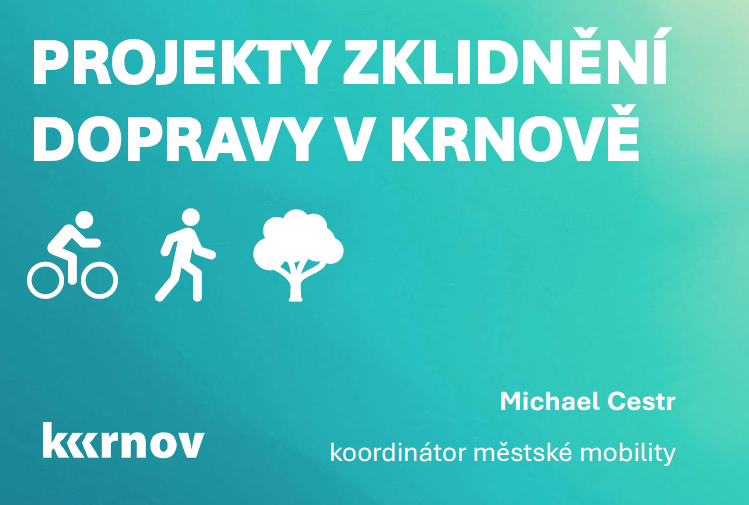 PROJEKTY ZKLIDNĚNÍ
DOPRAVY V KRNOVĚ
Michael Cestr
krnov
koordinátor městské mobility